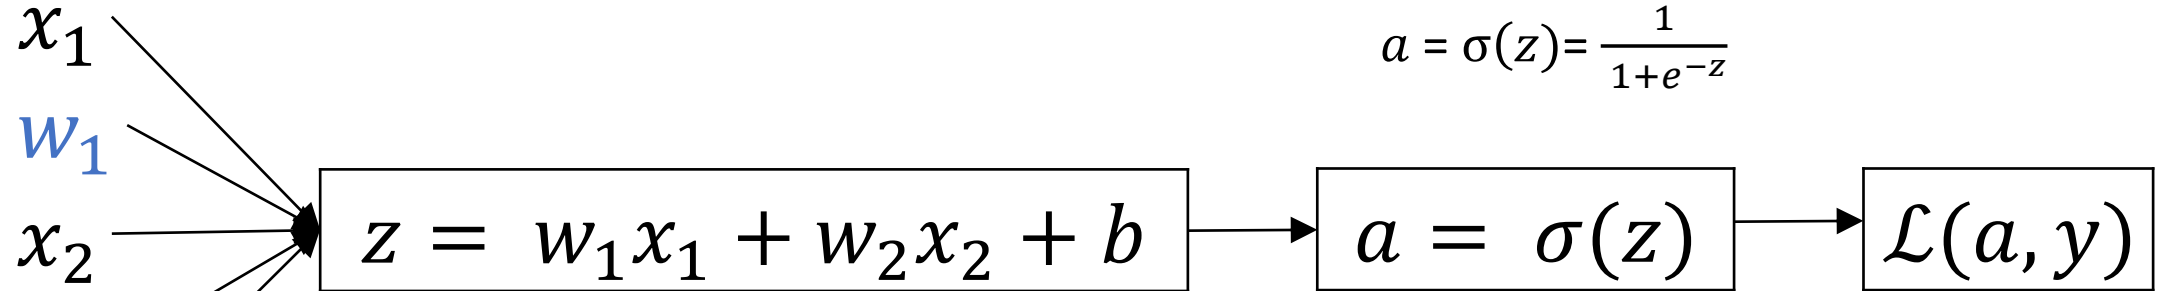 x₁
a = σ(z)= 1/(1+e^{−z})
w₁
x₂
z = w₁x₁ + w₂x₂ + b
a = σ(z)
ℒ(a, y)